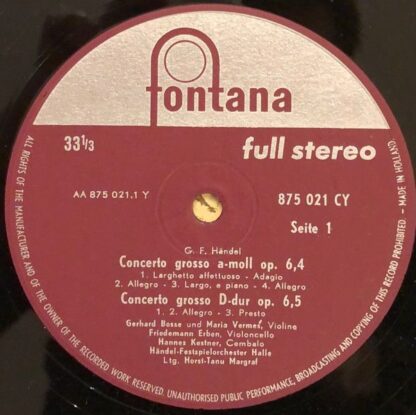 fontana
33 1/3
full stereo
AA 875 021.1 Y
875 021 CY
Seite 1
G. F. Händel
Concerto grosso a-moll op. 6,4
1. Larghetto affettuoso - Adagio
2. Allegro - 3. Largo, e piano - 4. Allegro
Concerto grosso D-dur op. 6,5
1. 2. Allegro - 3. Presto
Gerhard Bosse und Maria Vermes, Violine
Friedemann Erben, Violoncello
Hannes Kestner, Cembalo
Händel-Festspielorchester Halle
Ltg. Horst-Tanu Margraf
ALL RIGHTS OF THE MANUFACTURER AND OF THE OWNER OF THE RECORDED WORK RESERVED. UNAUTHORISED PUBLIC PERFORMANCE, BROADCASTING AND COPYING OF THIS RECORD PROHIBITED - MADE IN HOLLAND.